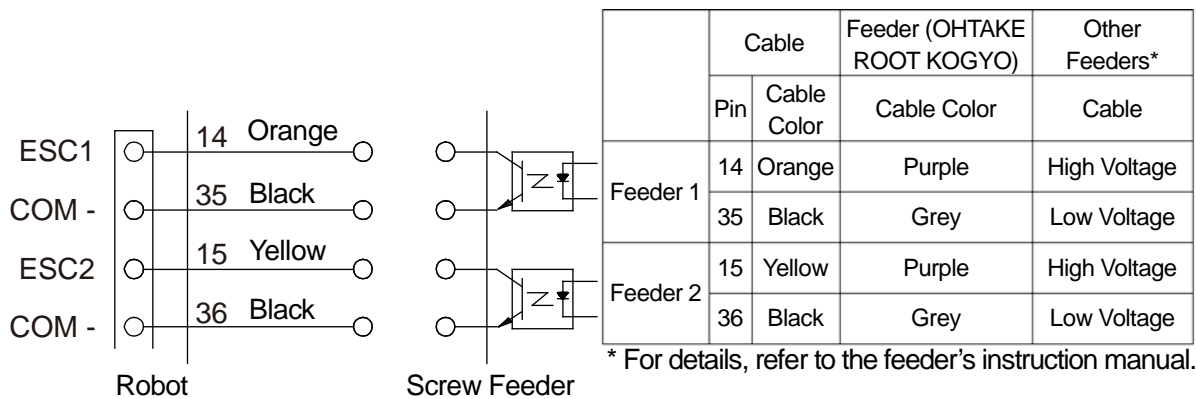 ESC1 14 Orange
COM - 35 Black
ESC2 15 Yellow
COM - 36 Black
Robot Screw Feeder
Cable Feeder (OHTAKE ROOT KOGYO) Other Feeders*
Pin Cable Color Cable Color Cable
Feeder 1 14 Orange Purple High Voltage
35 Black Grey Low Voltage
Feeder 2 15 Yellow Purple High Voltage
36 Black Grey Low Voltage
* For details, refer to the feeder's instruction manual.